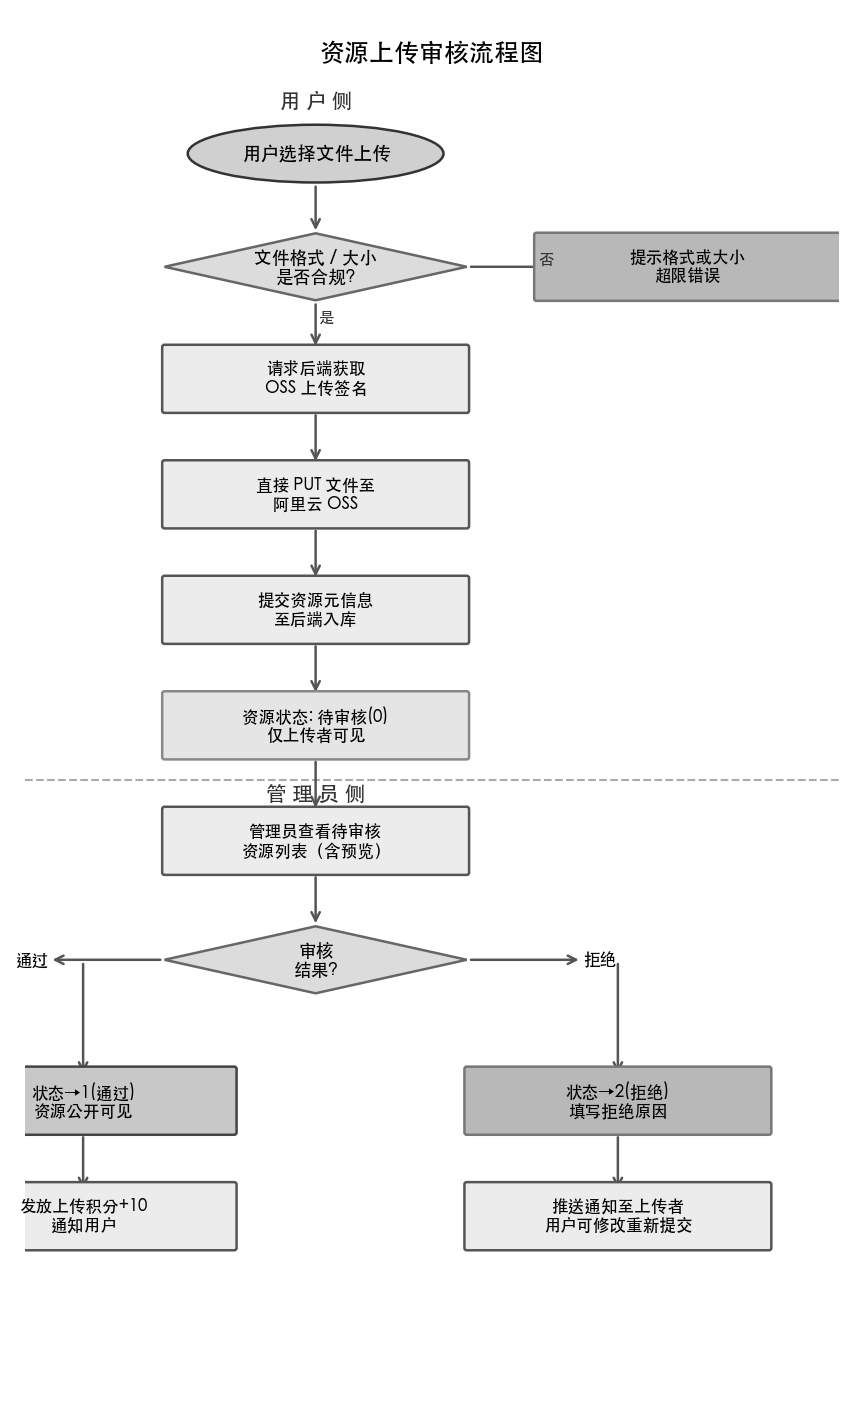 资源上传审核流程图
用 户 侧
用户选择文件上传
文件格式 / 大小
是否合规?
否
提示格式或大小
超限错误
是
请求后端获取
OSS 上传签名
直接 PUT 文件至
阿里云 OSS
提交资源元信息
至后端入库
资源状态: 待审核(0)
仅上传者可见
管 理 员 侧
管理员查看待审核
资源列表（含预览）
审核
结果?
通过
拒绝
状态→1(通过)
资源公开可见
状态→2(拒绝)
填写拒绝原因
发放上传积分+10
通知用户
推送通知至上传者
用户可修改重新提交